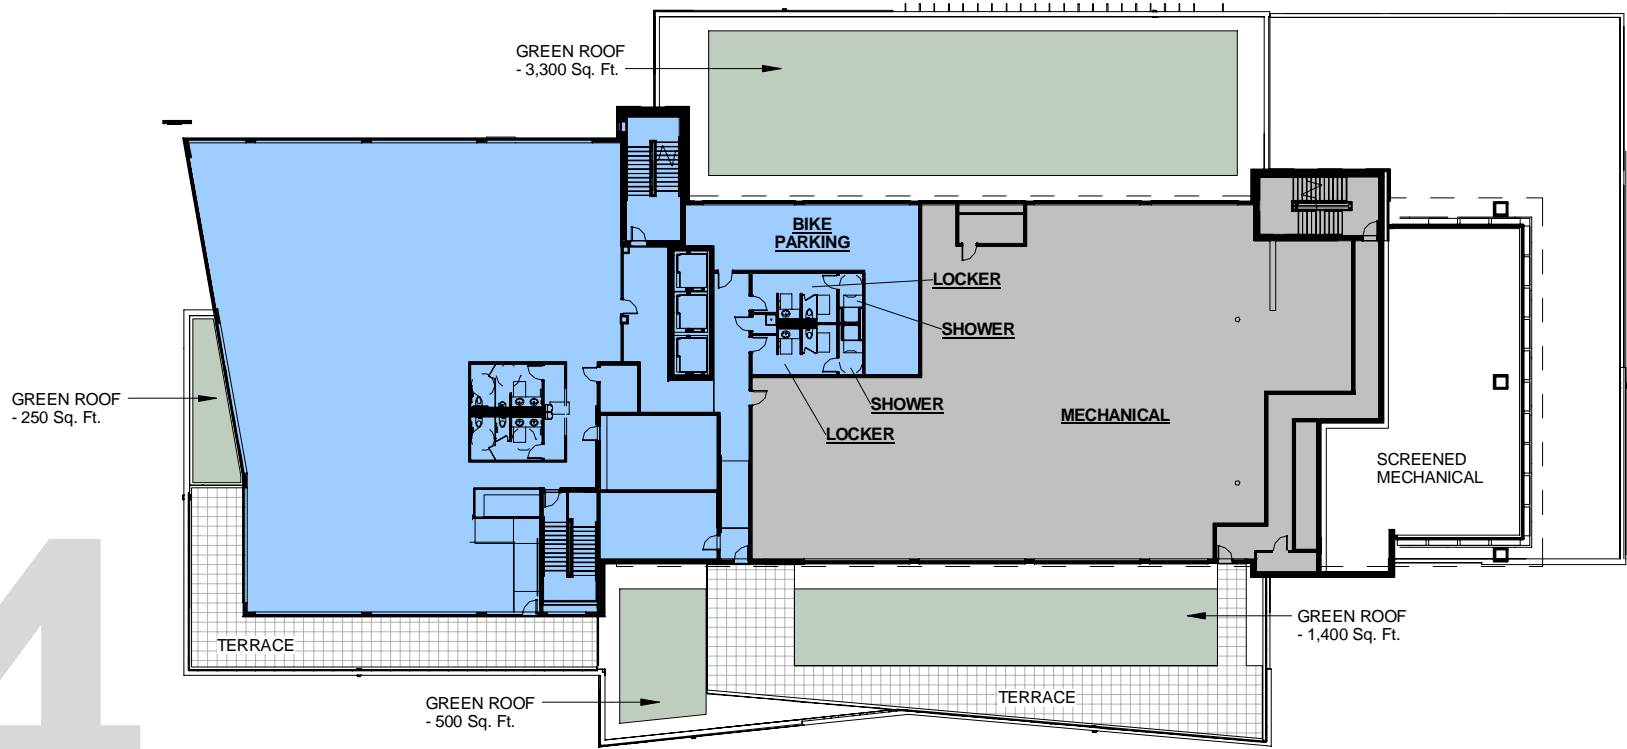 GREEN ROOF
- 3,300 Sq. Ft.
BIKE
PARKING
LOCKER
SHOWER
GREEN ROOF
- 250 Sq. Ft.
SHOWER
MECHANICAL
LOCKER
SCREENED
MECHANICAL
4
TERRACE
GREEN ROOF
- 1,400 Sq. Ft.
GREEN ROOF
- 500 Sq. Ft.
TERRACE